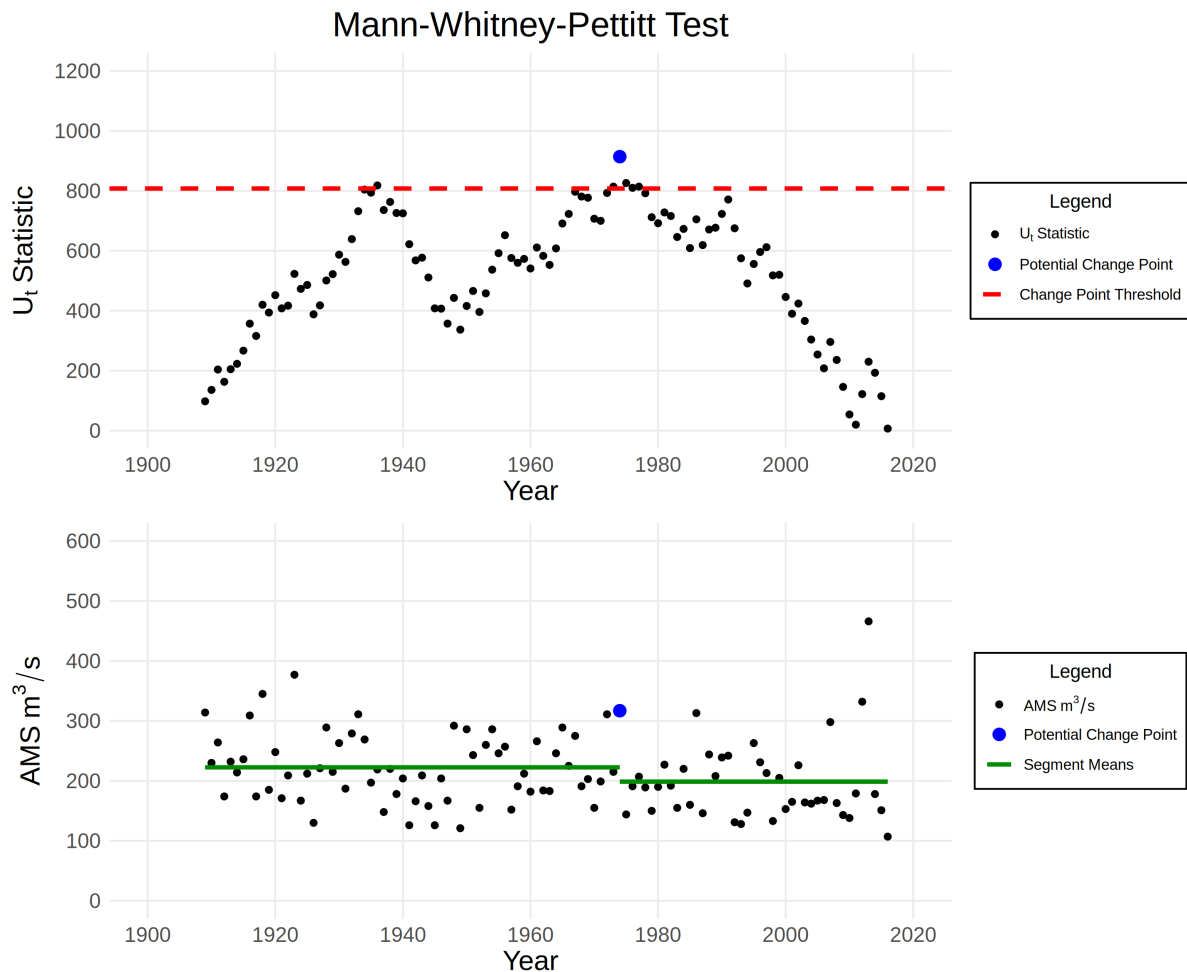 Mann-Whitney-Pettitt Test
1200
1000
800
600
400
200
0
Uₜ Statistic
1900 1920 1940 1960 1980 2000 2020
Year
Legend
Uₜ Statistic
Potential Change Point
Change Point Threshold
600
500
400
300
200
100
0
AMS m³/s
1900 1920 1940 1960 1980 2000 2020
Year
Legend
AMS m³/s
Potential Change Point
Segment Means